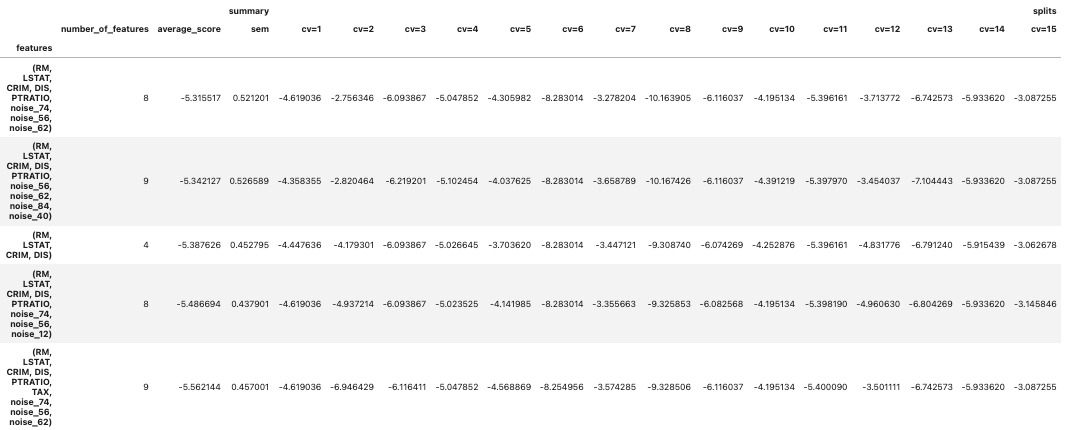 summary splits
number_of_features average_score sem cv=1 cv=2 cv=3 cv=4 cv=5 cv=6 cv=7 cv=8 cv=9 cv=10 cv=11 cv=12 cv=13 cv=14 cv=15
features
(RM,
LSTAT,
CRIM, DIS,
PTRATIO,
noise_74,
noise_56,
noise_62)
8 -5.315517 0.521201 -4.619036 -2.756346 -6.093867 -5.047852 -4.305982 -8.283014 -3.278204 -10.163905 -6.116037 -4.195134 -5.396161 -3.713772 -6.742573 -5.933620 -3.087255
(RM,
LSTAT,
CRIM, DIS,
PTRATIO,
noise_56,
noise_62,
noise_84,
noise_40)
9 -5.342127 0.526589 -4.358355 -2.820464 -6.219201 -5.102454 -4.037625 -8.283014 -3.658789 -10.167426 -6.116037 -4.391219 -5.397970 -3.454037 -7.104443 -5.933620 -3.087255
(RM,
LSTAT,
CRIM, DIS)
4 -5.387626 0.452795 -4.447636 -4.179301 -6.093867 -5.026645 -3.703620 -8.283014 -3.447121 -9.308740 -6.074269 -4.252876 -5.396161 -4.831776 -6.791240 -5.915439 -3.062678
(RM,
LSTAT,
CRIM, DIS,
PTRATIO,
noise_74,
noise_56,
noise_12)
8 -5.486694 0.437901 -4.619036 -4.937214 -6.093867 -5.023525 -4.141985 -8.283014 -3.355663 -9.325853 -6.082568 -4.195134 -5.398190 -4.960630 -6.804269 -5.933620 -3.145846
(RM,
LSTAT,
CRIM, DIS,
PTRATIO,
TAX,
noise_74,
noise_56,
noise_62)
9 -5.562144 0.457001 -4.619036 -6.946429 -6.116411 -5.047852 -4.568869 -8.254956 -3.574285 -9.328506 -6.116037 -4.195134 -5.400090 -3.501111 -6.742573 -5.933620 -3.087255